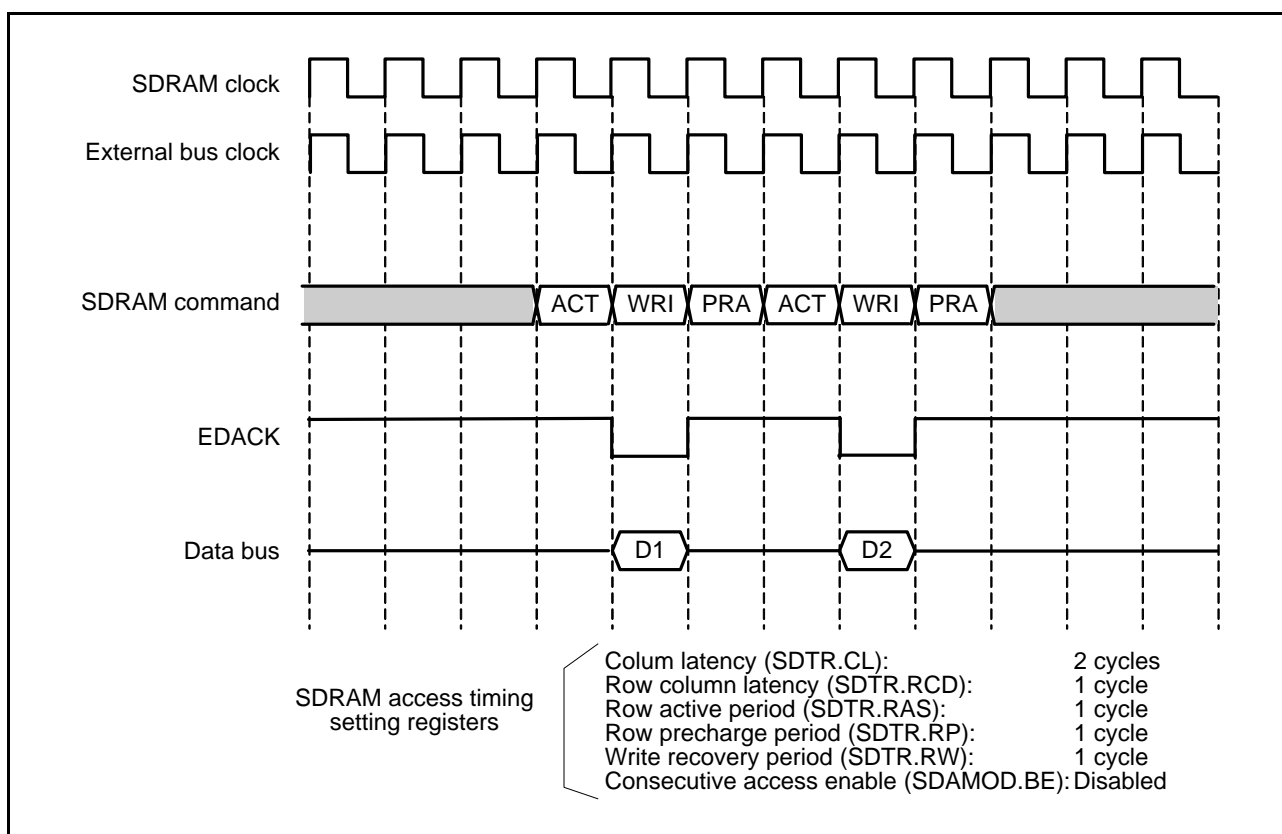 SDRAM clock
External bus clock
SDRAM command
ACT WRI PRA ACT WRI PRA
EDACK
Data bus
D1 D2
SDRAM access timing
setting registers
Colum latency (SDTR.CL): 2 cycles
Row column latency (SDTR.RCD): 1 cycle
Row active period (SDTR.RAS): 1 cycle
Row precharge period (SDTR.RP): 1 cycle
Write recovery period (SDTR.RW): 1 cycle
Consecutive access enable (SDAMOD.BE): Disabled